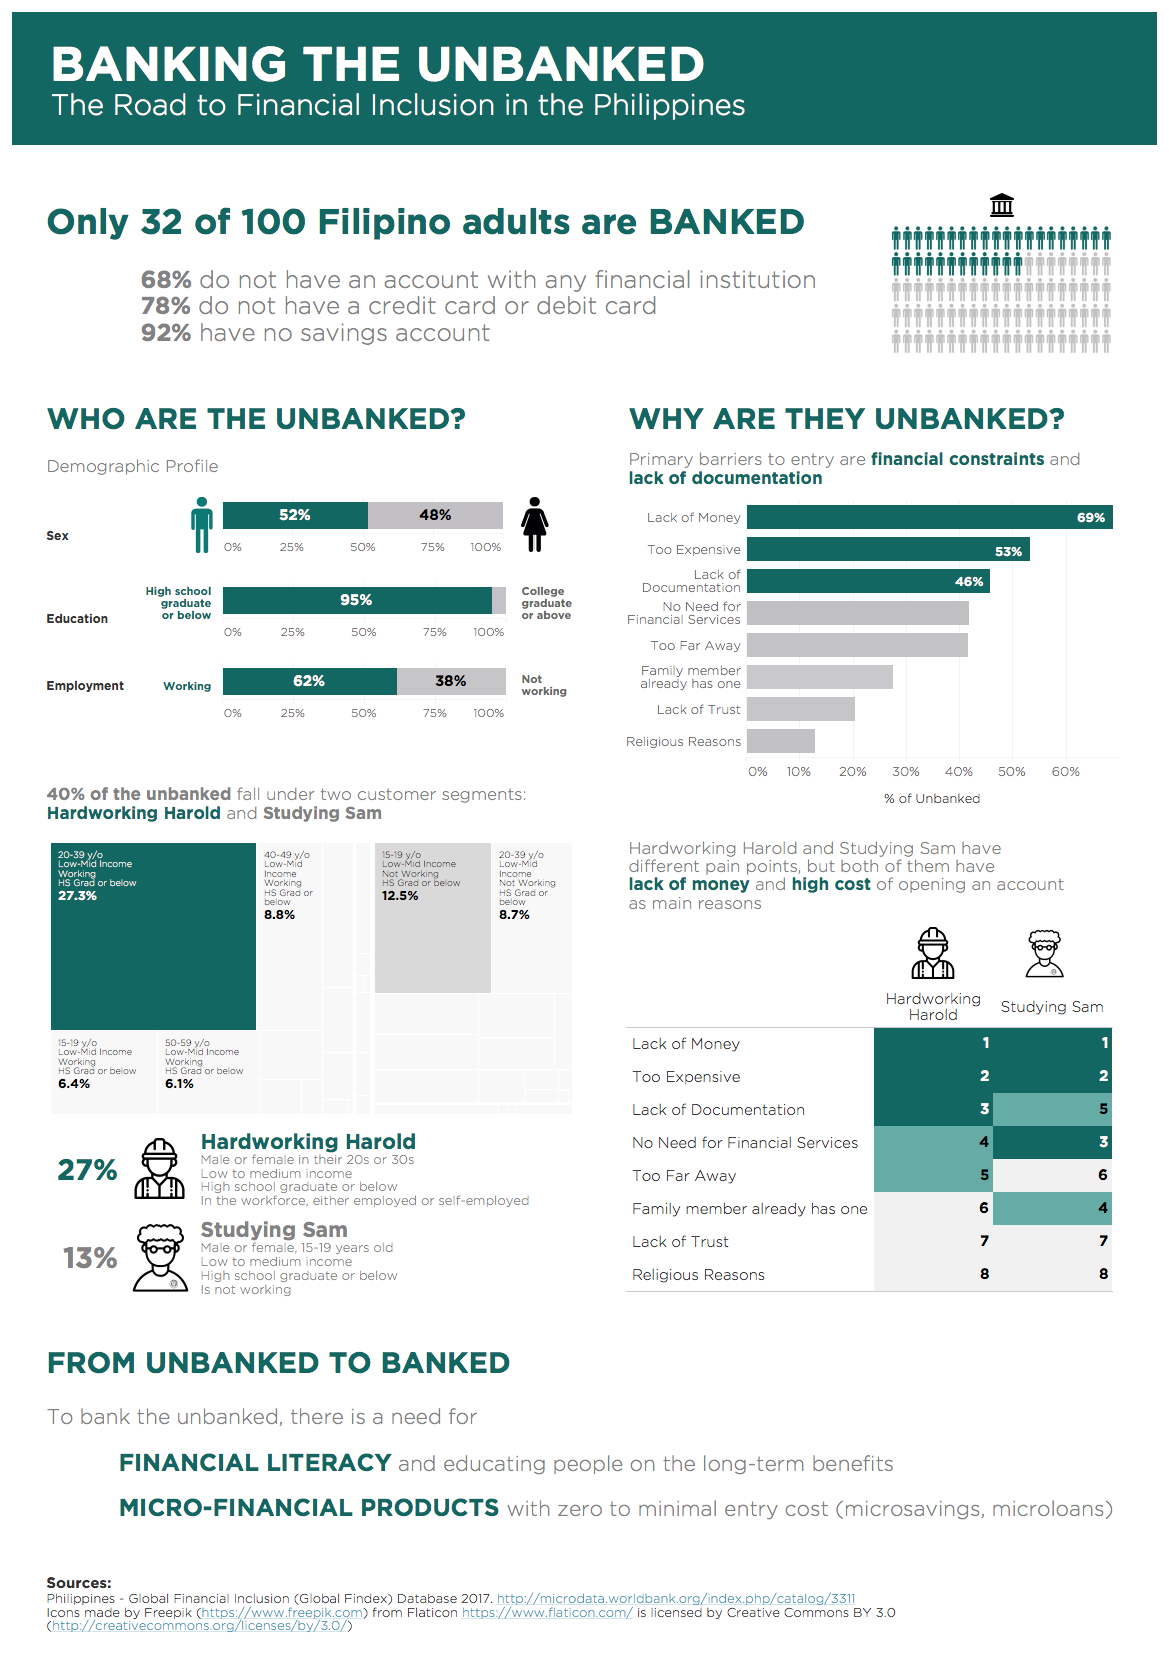 BANKING THE UNBANKED
The Road to Financial Inclusion in the Philippines
Only 32 of 100 Filipino adults are BANKED
68% do not have an account with any financial institution
78% do not have a credit card or debit card
92% have no savings account
WHO ARE THE UNBANKED?
Demographic Profile
Sex
52%
48%
0% 25% 50% 75% 100%
Education
High school
graduate
or below
95%
College
graduate
or above
0% 25% 50% 75% 100%
Employment
Working
62%
38%
Not
working
0% 25% 50% 75% 100%
40% of the unbanked fall under two customer segments:
Hardworking Harold and Studying Sam
20-39 y/o
Low-Mid Income
Working
HS Grad or below
27.3%
40-49 y/o
Low-Mid
Income
Working
HS Grad or
below
8.8%
15-19 y/o
Low-Mid Income
Not Working
HS Grad or below
12.5%
20-39 y/o
Low-Mid
Income
Not Working
HS Grad or
below
8.7%
15-19 y/o
Low-Mid Income
Working
HS Grad or below
6.4%
50-59 y/o
Low-Mid Income
Working
HS Grad or below
6.1%
27%
Hardworking Harold
Male or female in their 20s or 30s
Low to medium income
High school graduate or below
In the workforce, either employed or self-employed
13%
Studying Sam
Male or female, 15-19 years old
Low to medium income
High school graduate or below
Is not working
WHY ARE THEY UNBANKED?
Primary barriers to entry are financial constraints and
lack of documentation
Lack of Money 69%
Too Expensive 53%
Lack of
Documentation 46%
No Need for
Financial Services
Too Far Away
Family member
already has one
Lack of Trust
Religious Reasons
0% 10% 20% 30% 40% 50% 60%
% of Unbanked
Hardworking Harold and Studying Sam have
different pain points, but both of them have
lack of money and high cost of opening an account
as main reasons
Hardworking
Harold
Studying Sam
Lack of Money 1 1
Too Expensive 2 2
Lack of Documentation 3 5
No Need for Financial Services 4 3
Too Far Away 5 6
Family member already has one 6 4
Lack of Trust 7 7
Religious Reasons 8 8
FROM UNBANKED TO BANKED
To bank the unbanked, there is a need for
FINANCIAL LITERACY and educating people on the long-term benefits
MICRO-FINANCIAL PRODUCTS with zero to minimal entry cost (microsavings, microloans)
Sources:
Philippines - Global Financial Inclusion (Global Findex) Database 2017. http://microdata.worldbank.org/index.php/catalog/3311
Icons made by Freepik (https://www.freepik.com) from Flaticon https://www.flaticon.com/ is licensed by Creative Commons BY 3.0
(http://creativecommons.org/licenses/by/3.0/)